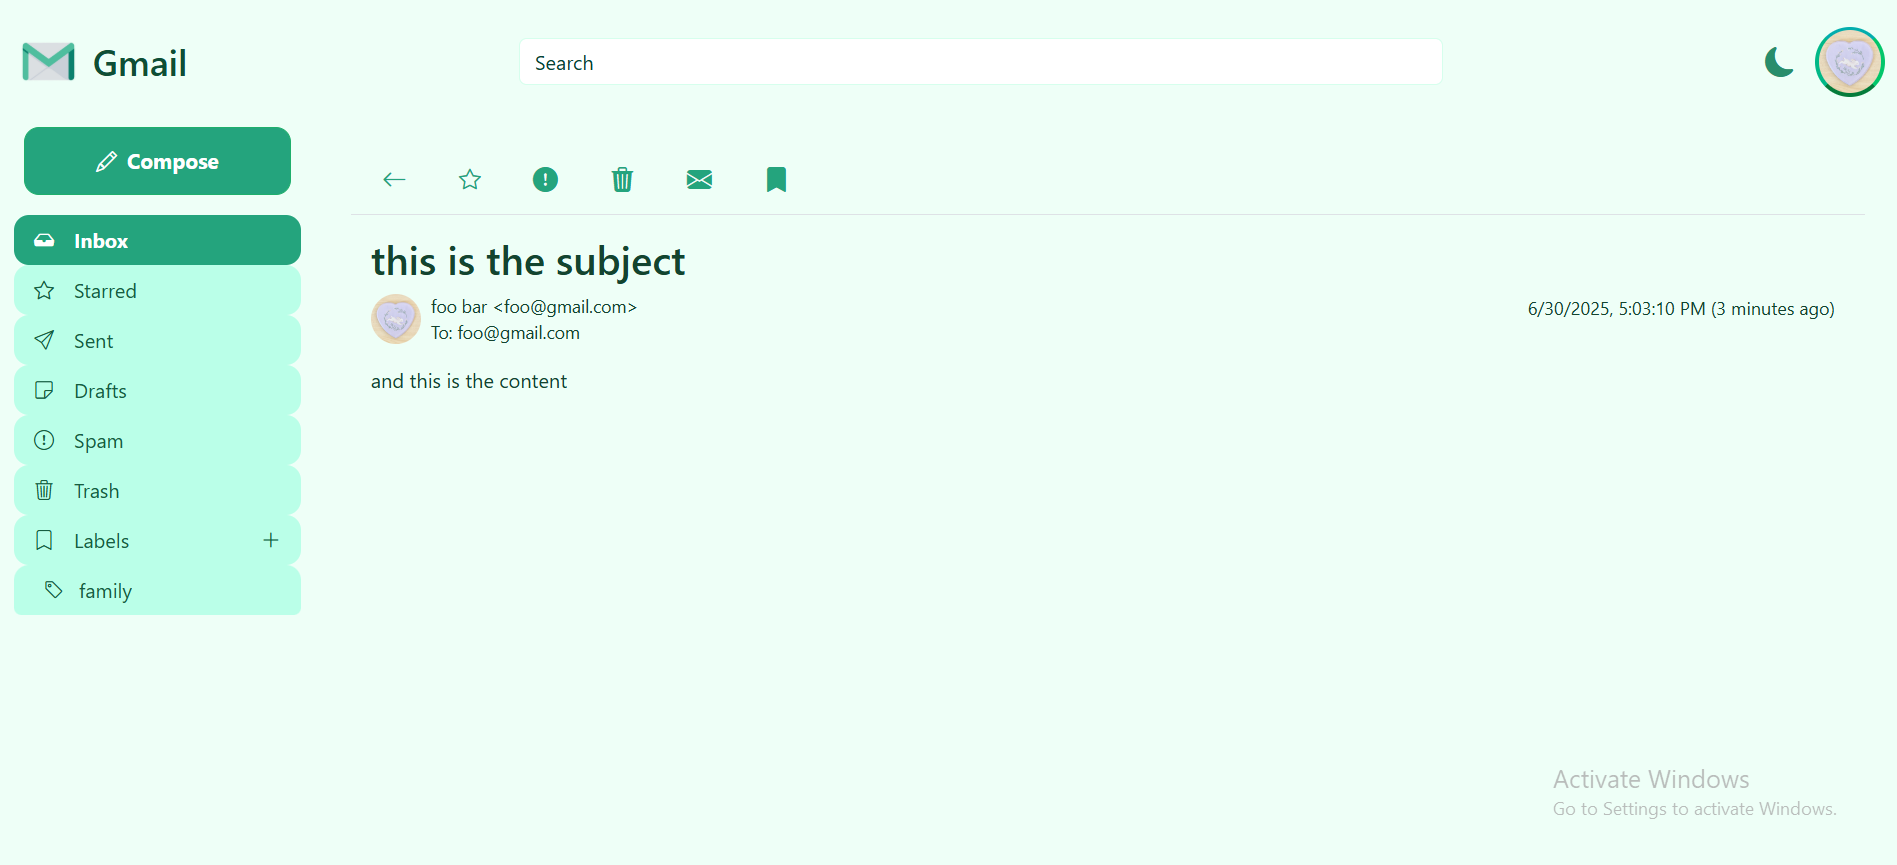 Gmail
Search
Compose
Inbox
Starred
Sent
Drafts
Spam
Trash
Labels
family
this is the subject
foo bar <foo@gmail.com>
6/30/2025, 5:03:10 PM (3 minutes ago)
To: foo@gmail.com
and this is the content
Activate Windows
Go to Settings to activate Windows.